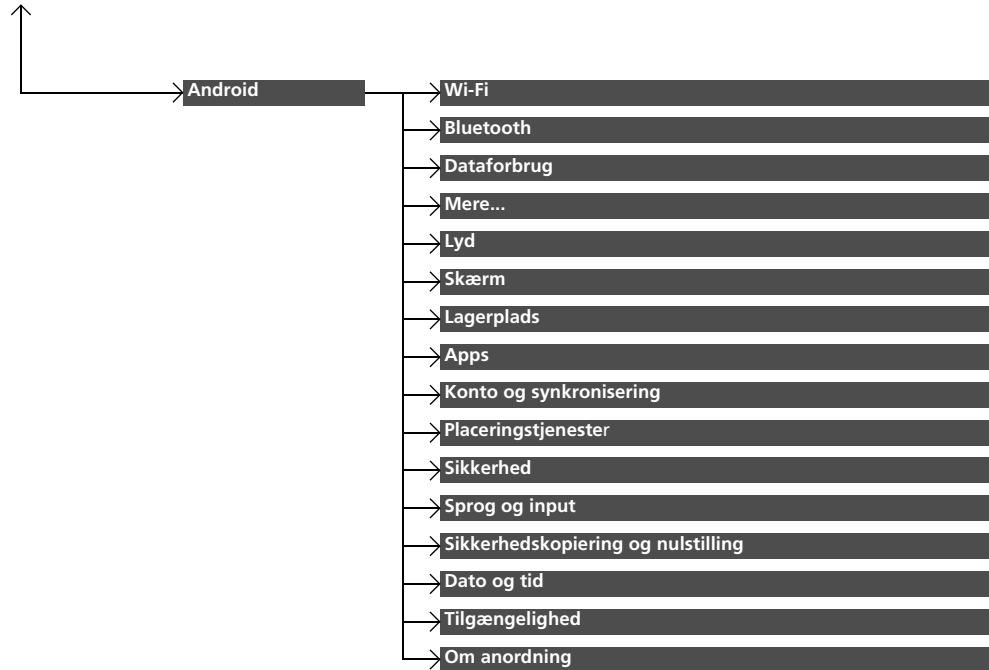 Android
Wi-Fi
Bluetooth
Dataforbrug
Mere...
Lyd
Skærm
Lagerplads
Apps
Konto og synkronisering
Placeringstjenester
Sikkerhed
Sprog og input
Sikkerhedskopiering og nulstilling
Dato og tid
Tilgængelighed
Om anordning